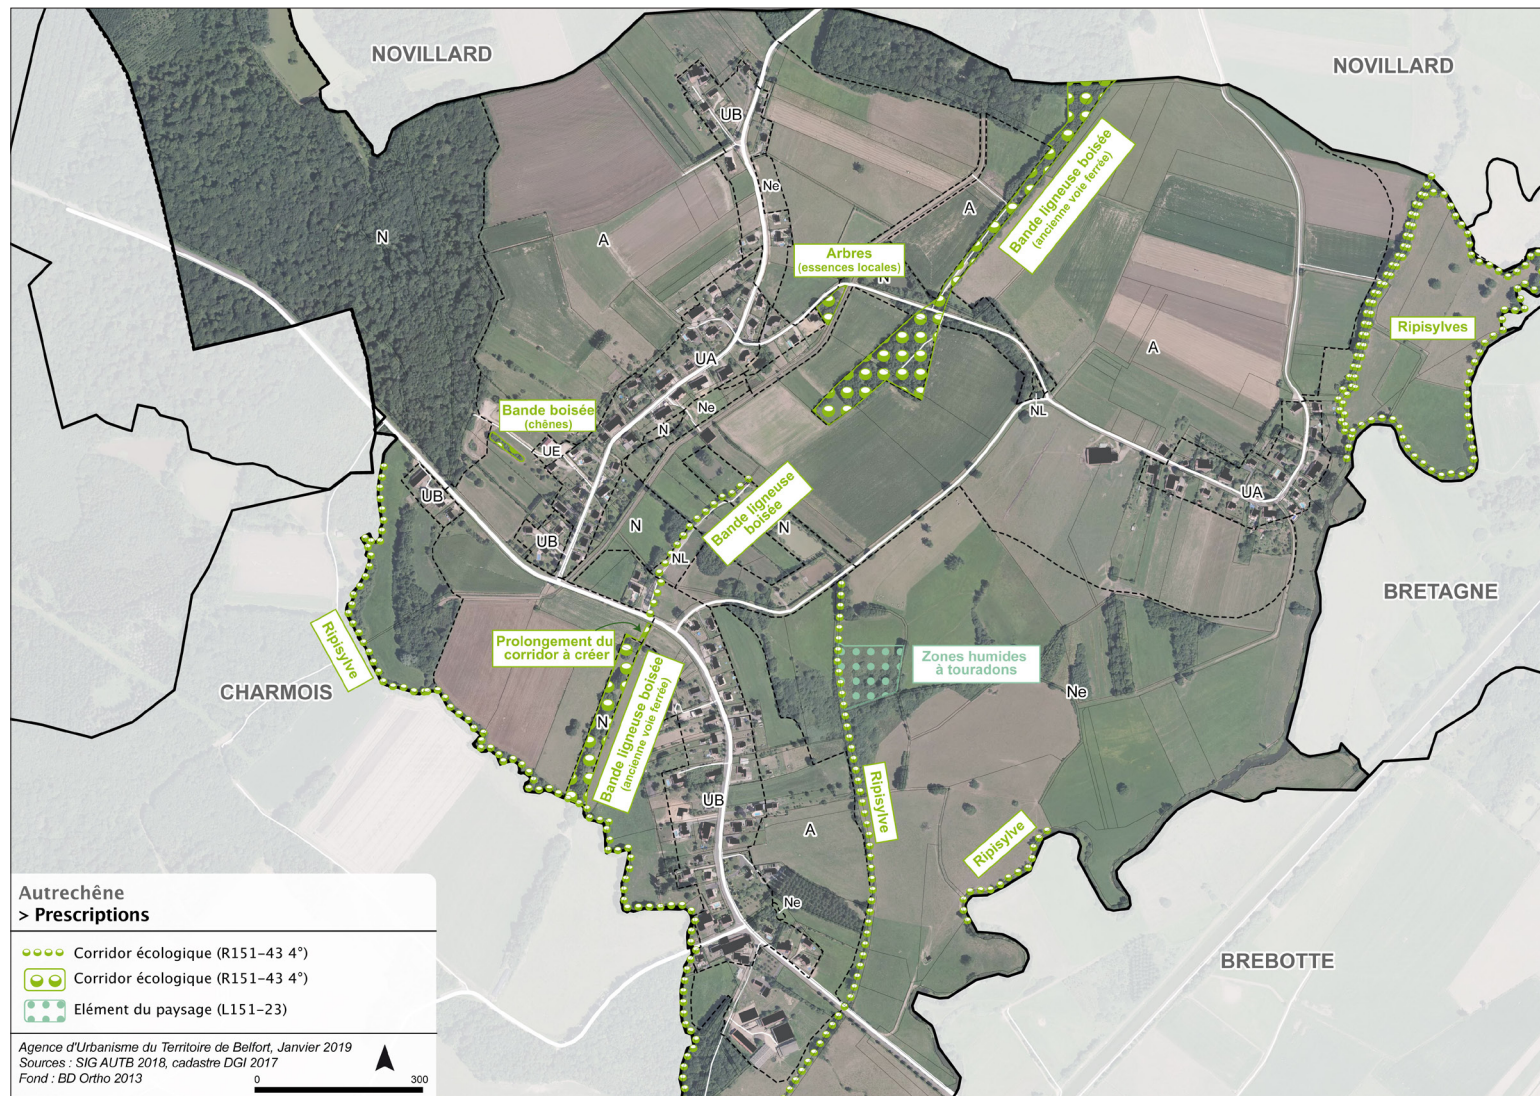 NOVILLARD
NOVILLARD
UB
Bande ligneuse boisée
(ancienne voie ferrée)
Ne
A
N
A
Arbres
(essences locales)
N
Ripisylves
A
UA
Bande boisée
(chênes)
Ne
NL
N
UE
UB
UA
Bande ligneuse
boisée
N
N
UB
NL
BRETAGNE
Ripisylve
Prolongement du
corridor à créer
Zones humides
à touradons
CHARMOIS
Ne
N
Bande ligneuse boisée
(ancienne voie ferrée)
UB
Ripisylve
A
Ripisylve
Ne
BREBOTTE
Autrechêne
> Prescriptions
Corridor écologique (R151-43 4°)
Corridor écologique (R151-43 4°)
Elément du paysage (L151-23)
Agence d'Urbanisme du Territoire de Belfort, Janvier 2019
Sources : SIG AUTB 2018, cadastre DGI 2017
Fond : BD Ortho 2013
0 300